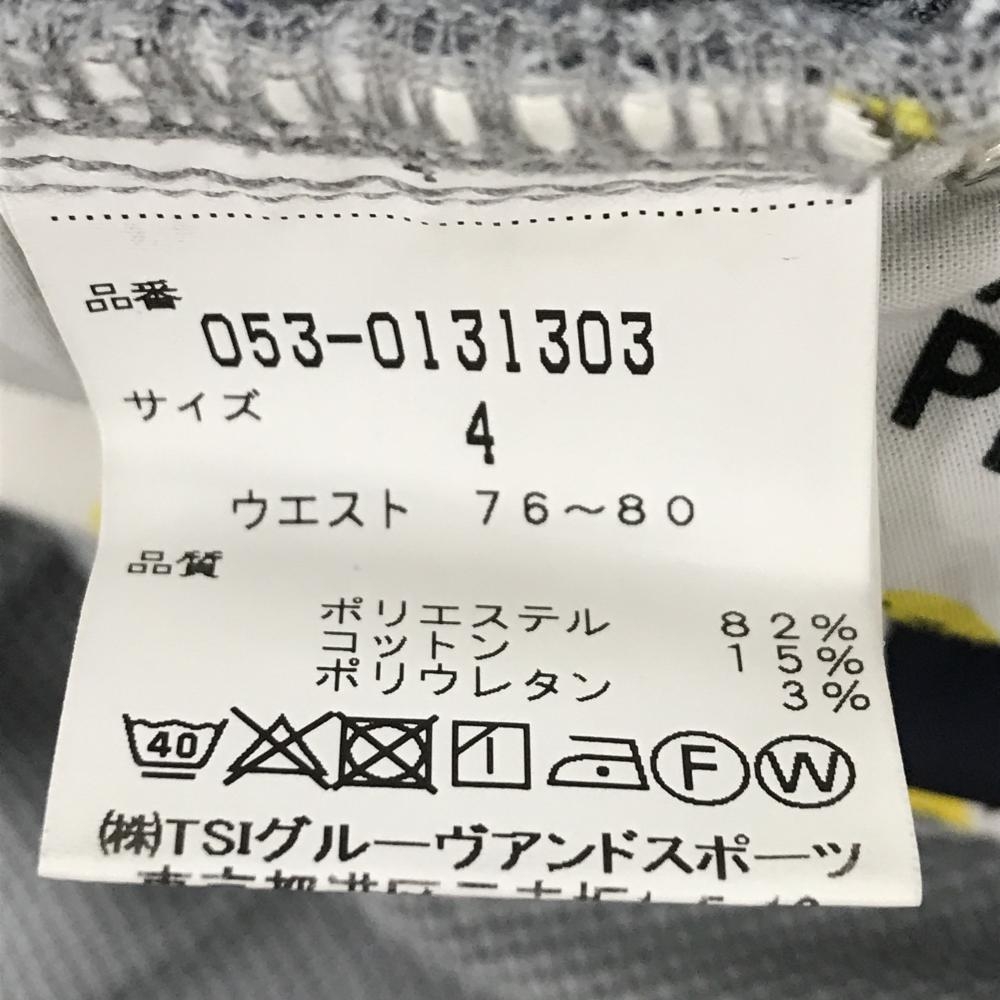 品番
053-0131303
サイズ
4
ウエスト 76～80
品質
ポリエステル 82%
コットン 15%
ポリウレタン 3%
40
F W
㈱TSIグルーヴアンドスポーツ
P